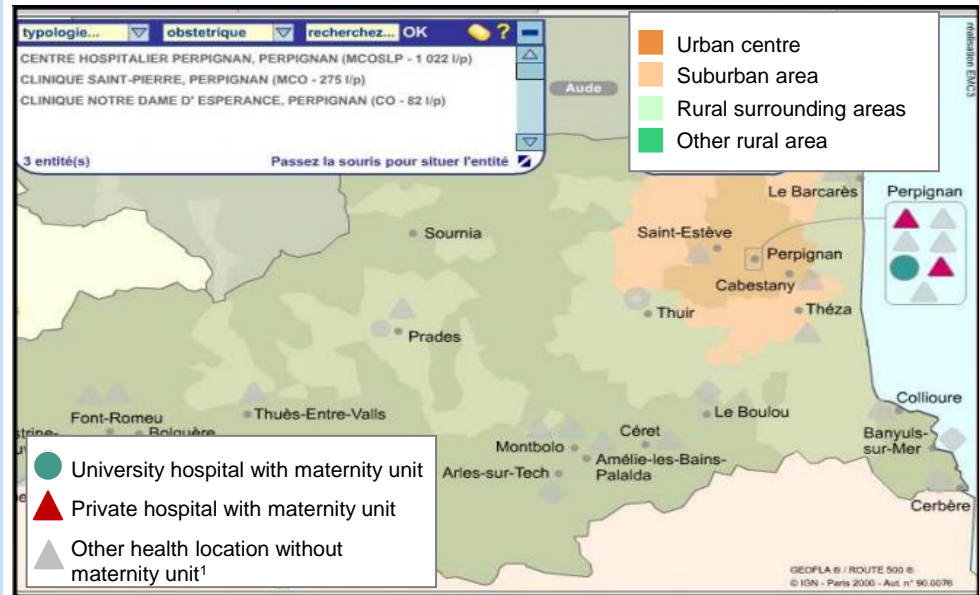 typologie... obstetrique recherchez... OK ?
CENTRE HOSPITALIER PERPIGNAN, PERPIGNAN (MCOSLP - 1 022 l/p)
CLINIQUE SAINT-PIERRE, PERPIGNAN (MCO - 275 l/p)
CLINIQUE NOTRE DAME D' ESPERANCE, PERPIGNAN (CO - 82 l/p)
3 entité(s) Passez la souris pour situer l'entité
Aude
Urban centre
Suburban area
Rural surrounding areas
Other rural area
réalisation EMC3
Le Barcarès
Perpignan
Sournia
Saint-Estève
Perpignan
Cabestany
Thuir
Théza
Prades
Font-Romeu
Thuès-Entre-Valls
Bolquère
Le Boulou
Collioure
Montbolo
Céret
Banyuls-
sur-Mer
Arles-sur-Tech
Amélie-les-Bains-
Palalda
Cerbère
University hospital with maternity unit
Private hospital with maternity unit
Other health location without
maternity unit¹
GEOFLA ® / ROUTE 500 ®
© IGN - Paris 2000 - Aut. n° 90.0076